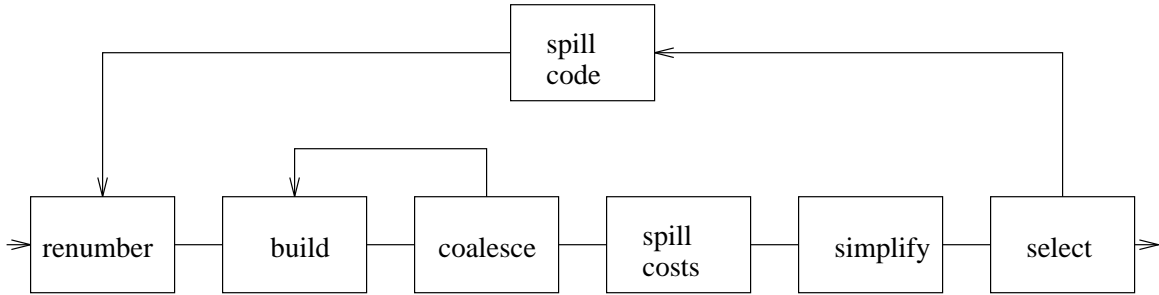 spill
code
renumber
build
coalesce
spill
costs
simplify
select